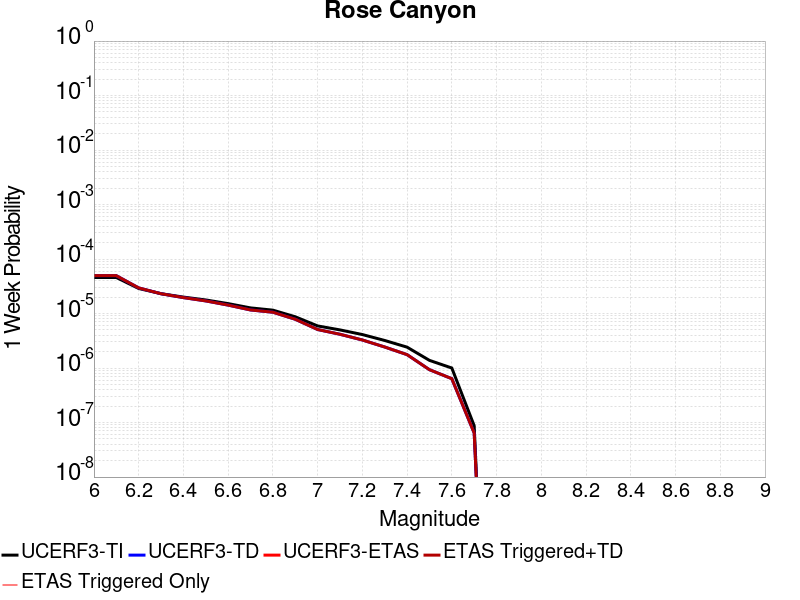 Rose Canyon
1 Week Probability
10^0
10^-1
10^-2
10^-3
10^-4
10^-5
10^-6
10^-7
10^-8
6 6.2 6.4 6.6 6.8 7 7.2 7.4 7.6 7.8 8 8.2 8.4 8.6 8.8 9
Magnitude
UCERF3-TI UCERF3-TD UCERF3-ETAS ETAS Triggered+TD
ETAS Triggered Only